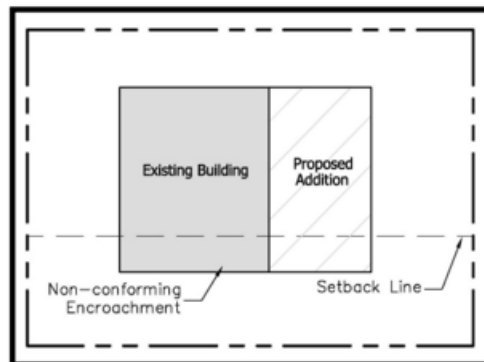 Existing Building
Proposed
Addition
Non-conforming
Encroachment
Setback Line